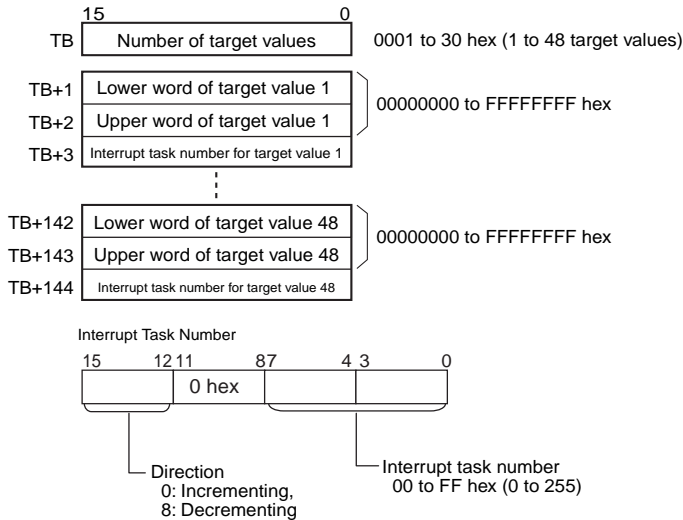 15 0
TB Number of target values 0001 to 30 hex (1 to 48 target values)
TB+1 Lower word of target value 1
00000000 to FFFFFFFF hex
TB+2 Upper word of target value 1
TB+3 Interrupt task number for target value 1
TB+142 Lower word of target value 48
00000000 to FFFFFFFF hex
TB+143 Upper word of target value 48
TB+144 Interrupt task number for target value 48
Interrupt Task Number
15 12 11 87 4 3 0
0 hex
Direction
0: Incrementing,
8: Decrementing
Interrupt task number
00 to FF hex (0 to 255)